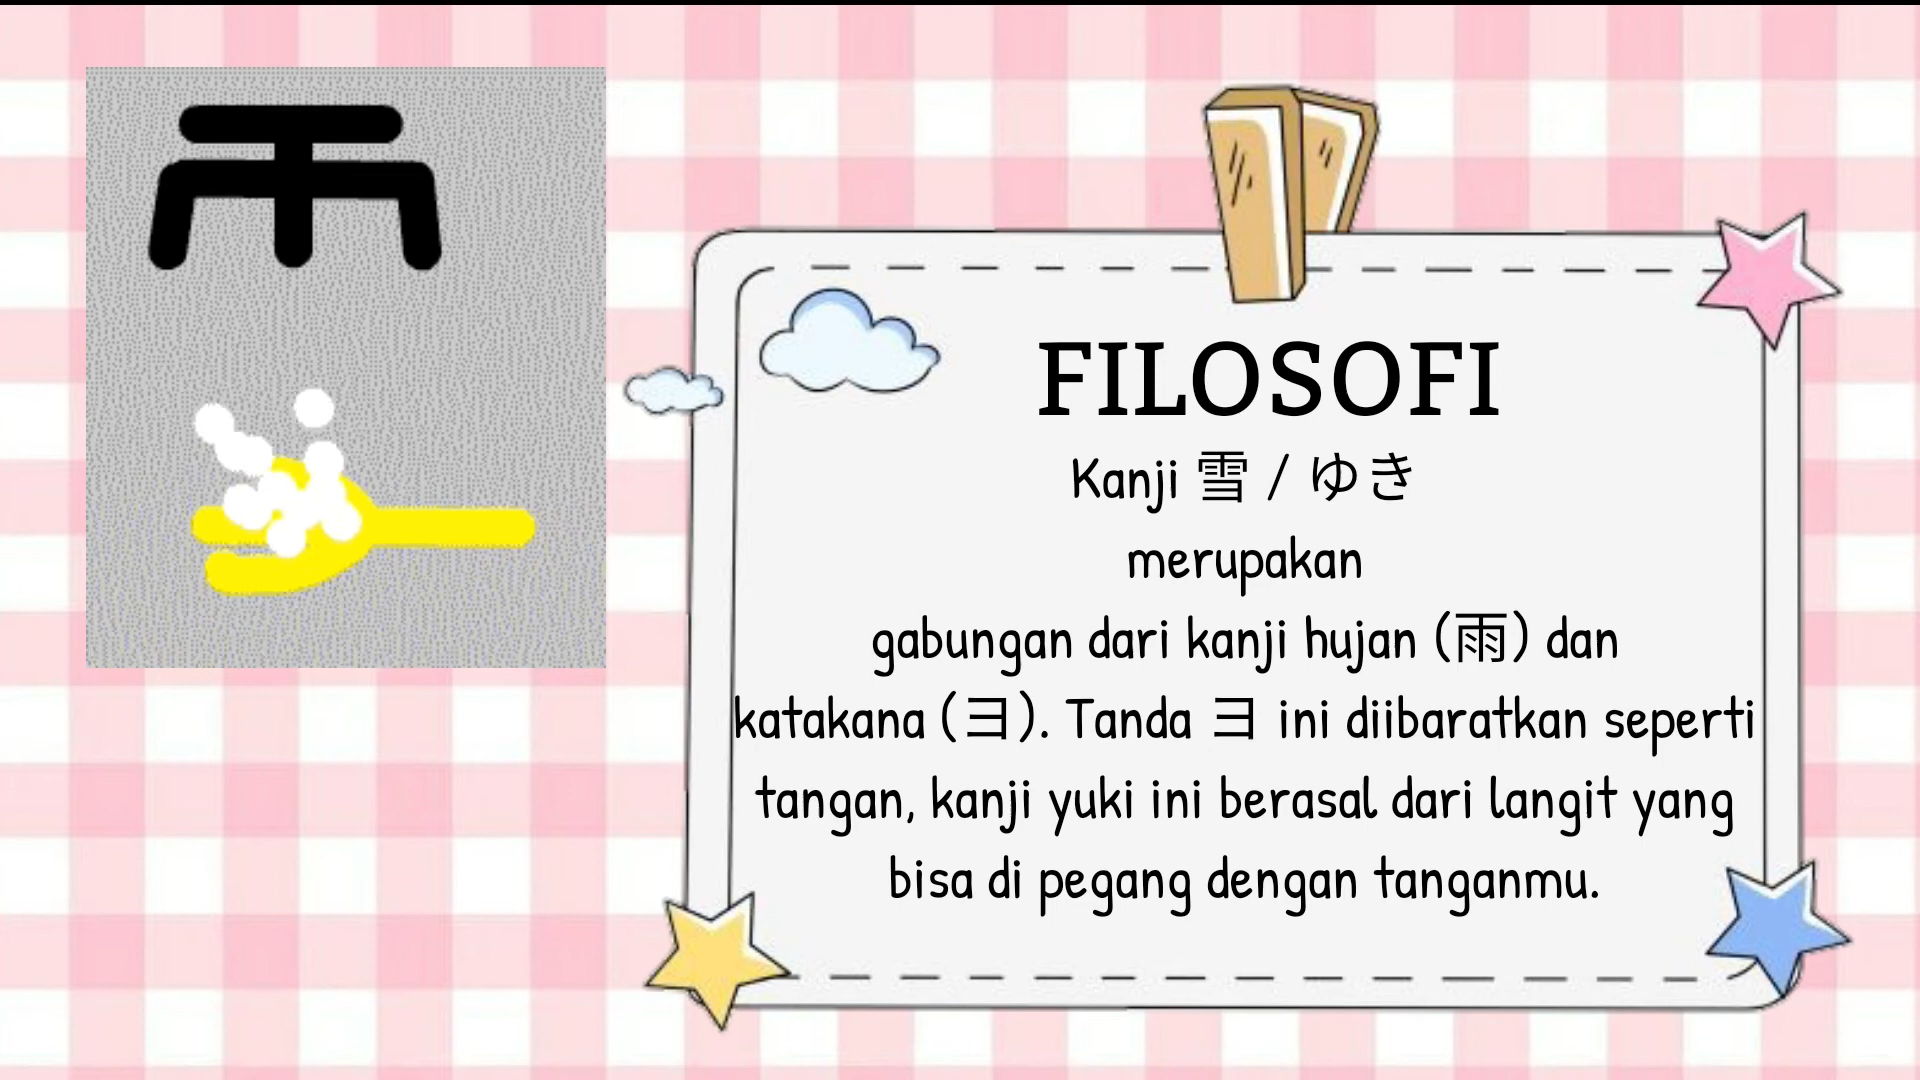 FILOSOFI
Kanji 雪 / ゆき
merupakan
gabungan dari kanji hujan (雨) dan
katakana (ヨ). Tanda ヨ ini diibaratkan seperti
tangan, kanji yuki ini berasal dari langit yang
bisa di pegang dengan tanganmu.